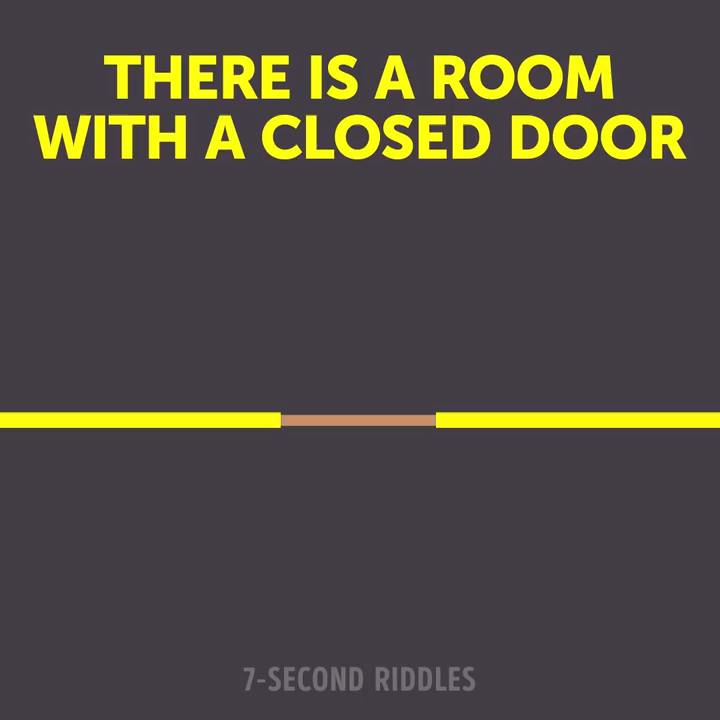 THERE IS A ROOM
WITH A CLOSED DOOR
7-SECOND RIDDLES